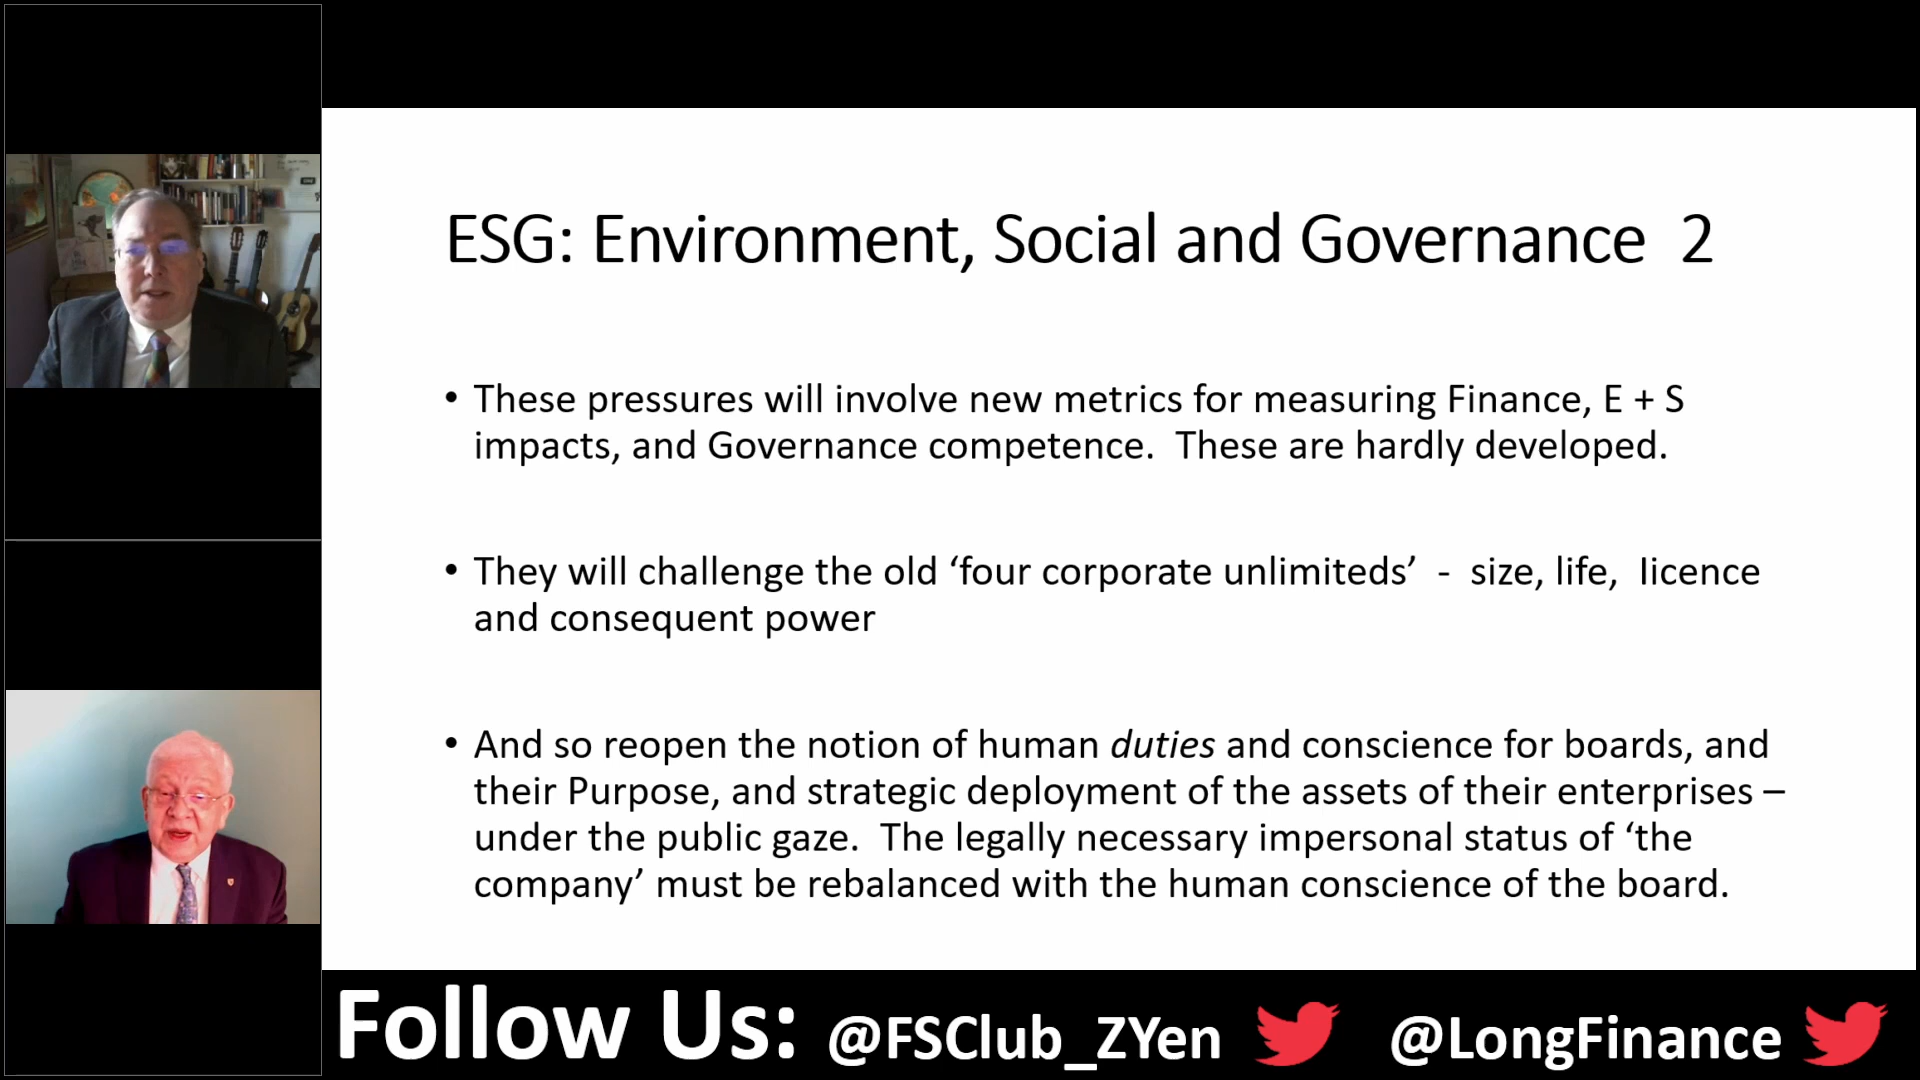 ESG: Environment, Social and Governance  2
• These pressures will involve new metrics for measuring Finance, E + S
impacts, and Governance competence.  These are hardly developed.
• They will challenge the old ‘four corporate unlimiteds’  -  size, life,  licence
and consequent power
• And so reopen the notion of human duties and conscience for boards, and
their Purpose, and strategic deployment of the assets of their enterprises –
under the public gaze.  The legally necessary impersonal status of ‘the
company’ must be rebalanced with the human conscience of the board.
Follow Us: @FSClub_ZYen @LongFinance